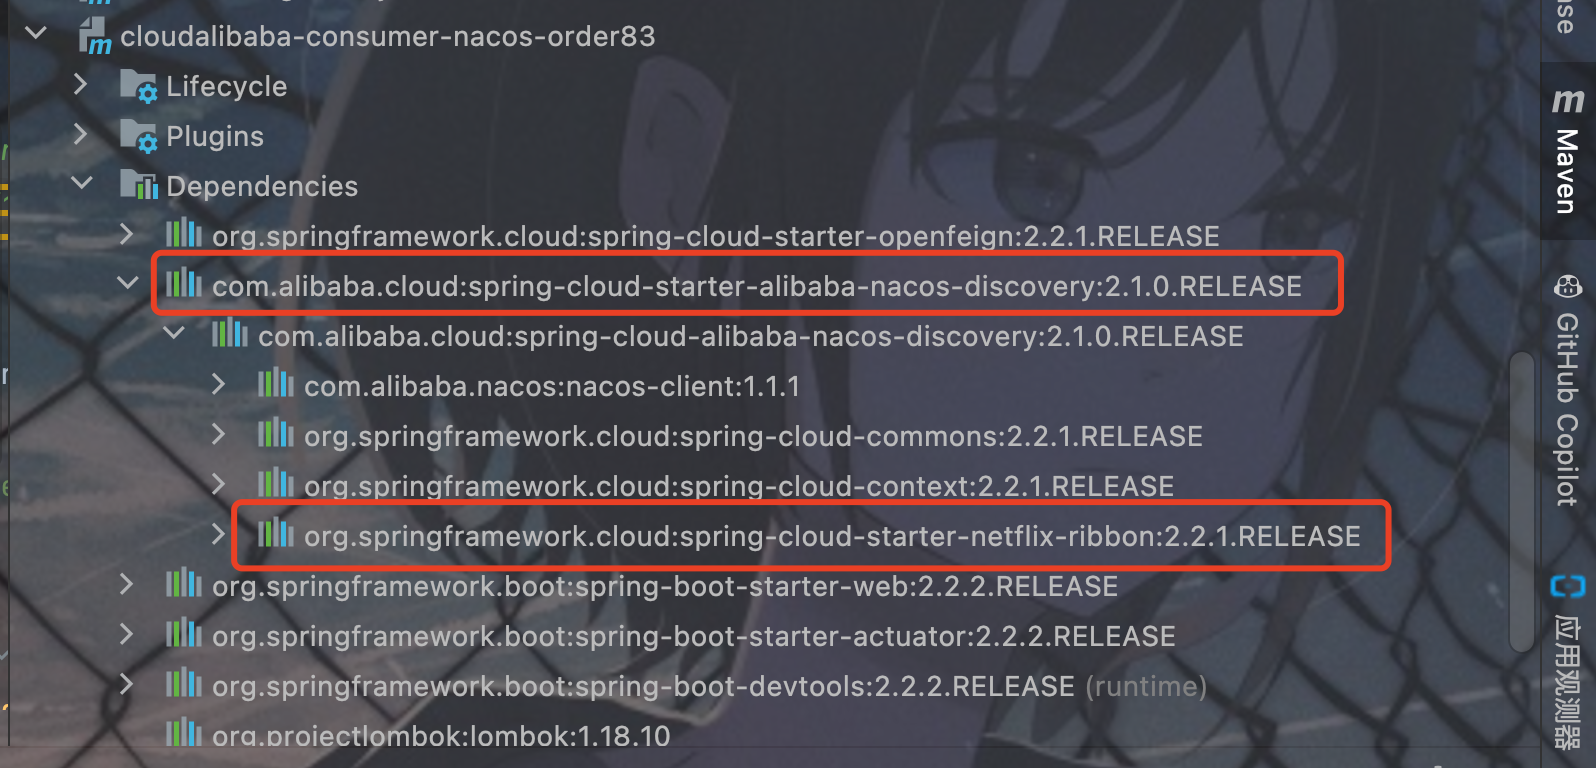 cloudalibaba-consumer-nacos-order83
Lifecycle
Plugins
Dependencies
org.springframework.cloud:spring-cloud-starter-openfeign:2.2.1.RELEASE
com.alibaba.cloud:spring-cloud-starter-alibaba-nacos-discovery:2.1.0.RELEASE
com.alibaba.cloud:spring-cloud-alibaba-nacos-discovery:2.1.0.RELEASE
com.alibaba.nacos:nacos-client:1.1.1
org.springframework.cloud:spring-cloud-commons:2.2.1.RELEASE
org.springframework.cloud:spring-cloud-context:2.2.1.RELEASE
org.springframework.cloud:spring-cloud-starter-netflix-ribbon:2.2.1.RELEASE
org.springframework.boot:spring-boot-starter-web:2.2.2.RELEASE
org.springframework.boot:spring-boot-starter-actuator:2.2.2.RELEASE
org.springframework.boot:spring-boot-devtools:2.2.2.RELEASE (runtime)
org.projectlombok:lombok:1.18.10
Maven
GitHub Copilot
应用观测器